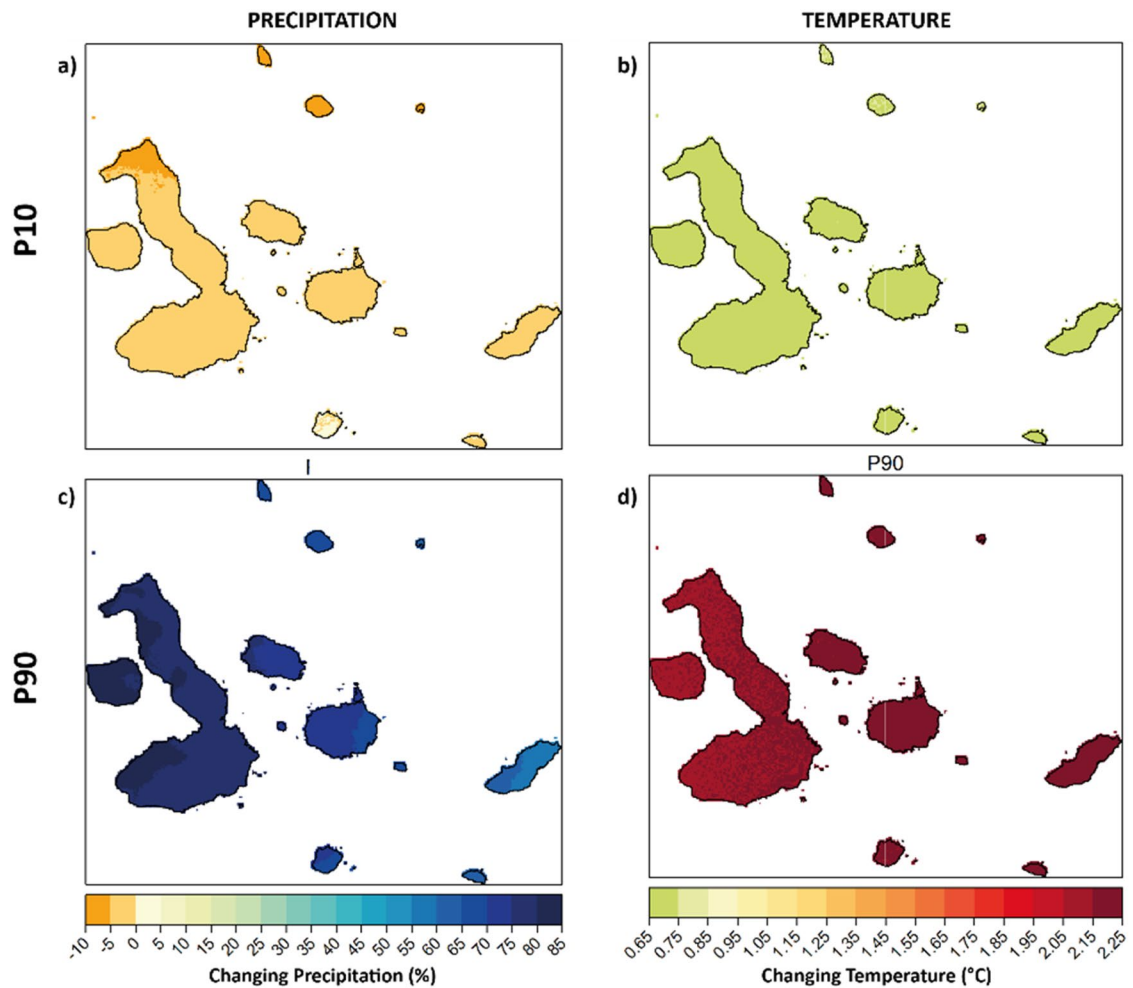 PRECIPITATION
TEMPERATURE
a)
b)
P10
I
P90
c)
d)
P90
-10 -5 0 5 10 15 20 25 30 35 40 45 50 55 60 65 70 75 80 85
Changing Precipitation (%)
0.65 0.75 0.85 0.95 1.05 1.15 1.25 1.35 1.45 1.55 1.65 1.75 1.85 1.95 2.05 2.15 2.25
Changing Temperature (°C)